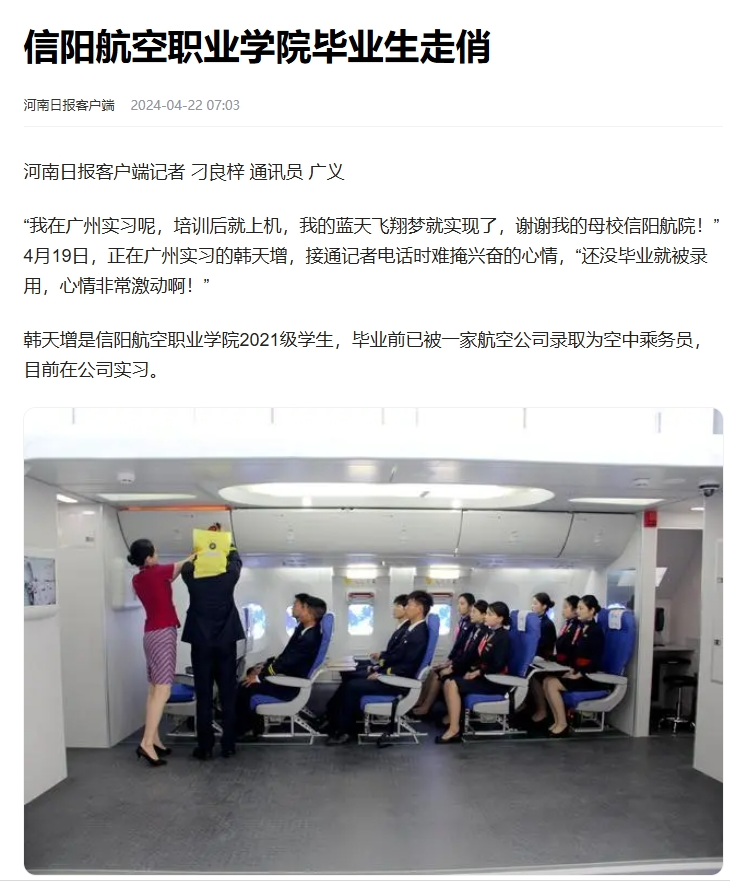 信阳航空职业学院毕业生走俏
河南日报客户端 2024-04-22 07:03
河南日报客户端记者 刁良梓 通讯员 广义
“我在广州实习呢，培训后就上机，我的蓝天飞翔梦就实现了，谢谢我的母校信阳航院！”
4月19日，正在广州实习的韩天增，接通记者电话时难掩兴奋的心情，“还没毕业就被录
用，心情非常激动啊！”
韩天增是信阳航空职业学院2021级学生，毕业前已被一家航空公司录取为空中乘务员，
目前在公司实习。